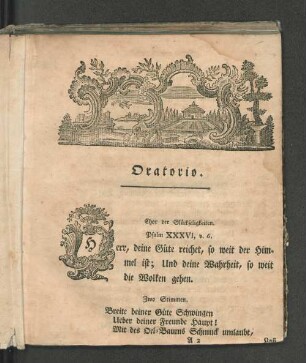 Oratorio.
Chor der Glückseligkeiten.
Psalm XXXVI, v. 6.
Herr, deine Güte reichet, so weit der Him-
mel ist; Und deine Wahrheit, so weit
die Wolken gehen.
Zwo Stimmen.
Breite deiner Güte Schwingen
Ueber deiner Freunde Haupt!
Mit des Oel-Baums Schmuck umlaubt,
A 2